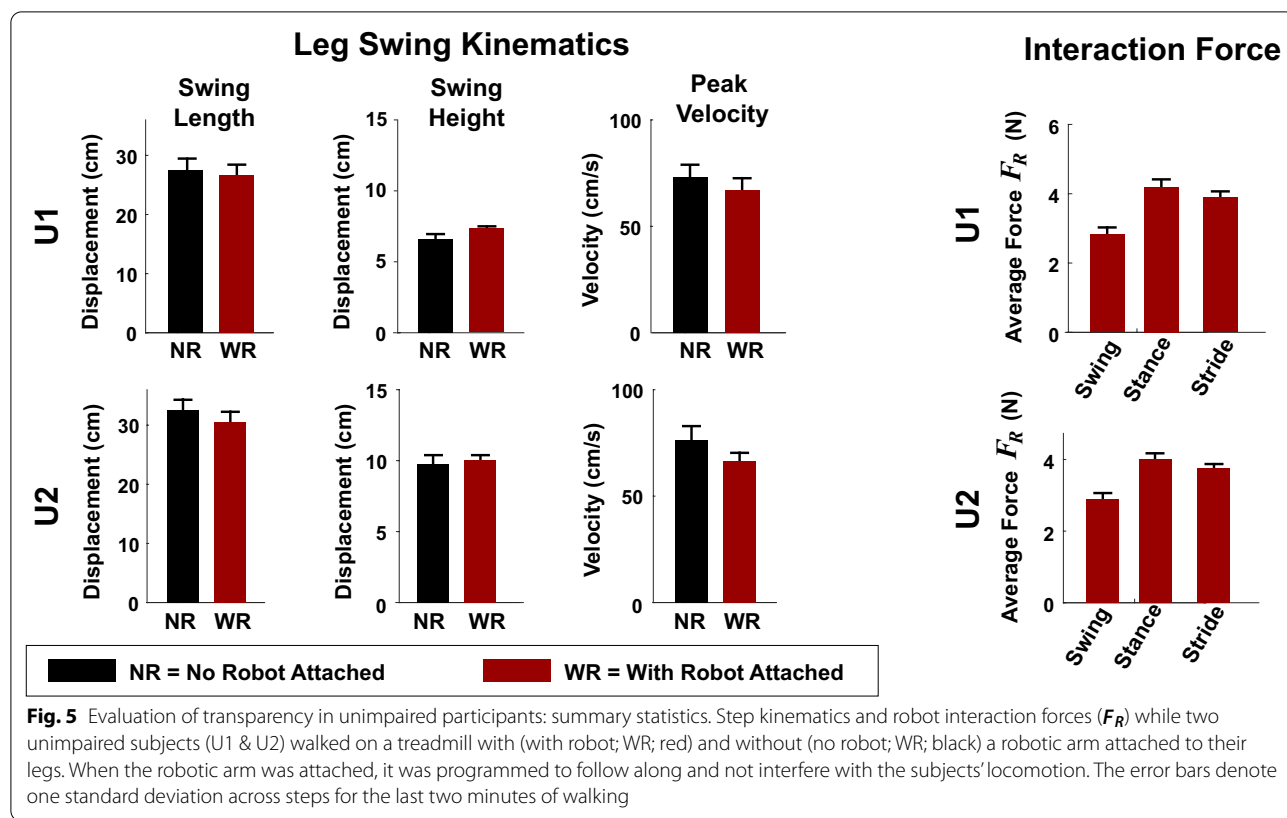 Leg Swing Kinematics
Interaction Force
Swing
Length
Swing
Height
Peak
Velocity
U1
Displacement (cm)
30
20
10
0
NR WR
Displacement (cm)
15
10
5
0
NR WR
Velocity (cm/s)
100
50
0
NR WR
U1
Average Force F_R (N)
6
4
2
0
Swing
Stance
Stride
U2
Displacement (cm)
30
20
10
0
NR WR
Displacement (cm)
15
10
5
0
NR WR
Velocity (cm/s)
100
50
0
NR WR
U2
Average Force F_R (N)
4
2
0
Swing
Stance
Stride
NR = No Robot Attached
WR = With Robot Attached
Fig. 5 Evaluation of transparency in unimpaired participants: summary statistics. Step kinematics and robot interaction forces (F_R) while two
unimpaired subjects (U1 & U2) walked on a treadmill with (with robot; WR; red) and without (no robot; WR; black) a robotic arm attached to their
legs. When the robotic arm was attached, it was programmed to follow along and not interfere with the subjects' locomotion. The error bars denote
one standard deviation across steps for the last two minutes of walking